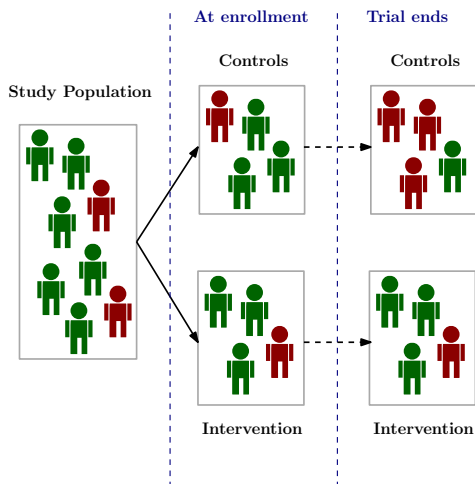 At enrollment
Trial ends
Controls
Controls
Study Population
Intervention
Intervention